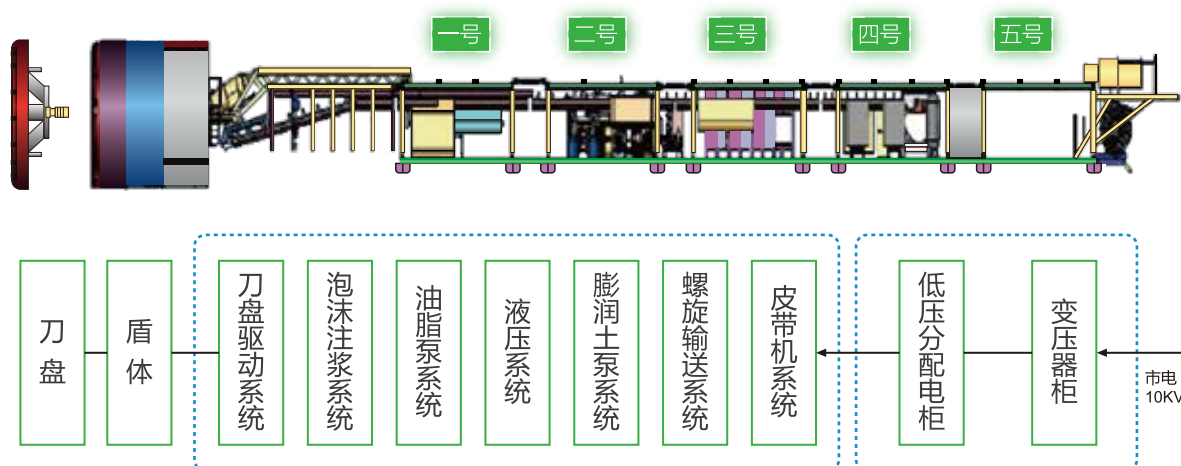 一号
二号
三号
四号
五号
刀盘
盾体
刀盘驱动系统
泡沫注浆系统
油脂泵系统
液压系统
膨润土泵系统
螺旋输送系统
皮带机系统
低压分配电柜
变压器柜
市电
10KV